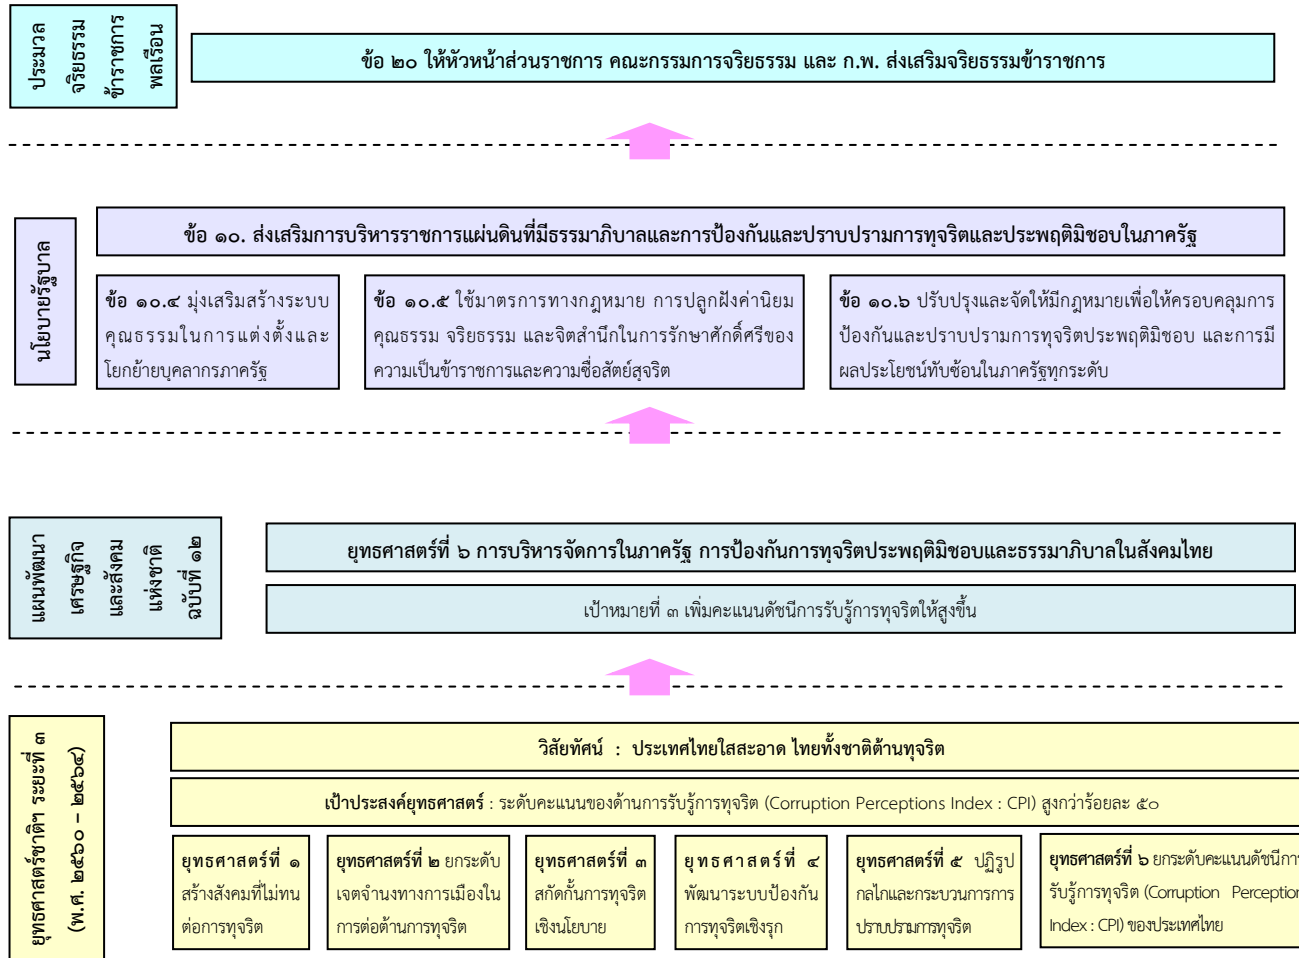 ประมวล
จริยธรรม
ข้าราชการ
พลเรือน
ข้อ ๒๐ ให้หัวหน้าส่วนราชการ คณะกรรมการจริยธรรม และ ก.พ. ส่งเสริมจริยธรรมข้าราชการ
นโยบายรัฐบาล
ข้อ ๑๐. ส่งเสริมการบริหารราชการแผ่นดินที่มีธรรมาภิบาลและการป้องกันและปราบปรามการทุจริตและประพฤติมิชอบในภาครัฐ
ข้อ ๑๐.๔ มุ่งเสริมสร้างระบบ
คุณธรรมในการแต่งตั้งและ
โยกย้ายบุคลากรภาครัฐ
ข้อ ๑๐.๕ ใช้มาตรการทางกฎหมาย การปลูกฝังค่านิยม
คุณธรรม จริยธรรม และจิตสำนึกในการรักษาศักดิ์ศรีของ
ความเป็นข้าราชการและความซื่อสัตย์สุจริต
ข้อ ๑๐.๖ ปรับปรุงและจัดให้มีกฎหมายเพื่อให้ครอบคลุมการ
ป้องกันและปราบปรามการทุจริตประพฤติมิชอบ และการมี
ผลประโยชน์ทับซ้อนในภาครัฐทุกระดับ
แผนพัฒนา
เศรษฐกิจ
และสังคม
แห่งชาติ
ฉบับที่ ๑๒
ยุทธศาสตร์ที่ ๖ การบริหารจัดการในภาครัฐ การป้องกันการทุจริตประพฤติมิชอบและธรรมาภิบาลในสังคมไทย
เป้าหมายที่ ๓ เพิ่มคะแนนดัชนีการรับรู้การทุจริตให้สูงขึ้น
ยุทธศาสตร์ชาติฯ ระยะที่ ๓
(พ.ศ. ๒๕๖๐ – ๒๕๖๔)
วิสัยทัศน์ : ประเทศไทยใสสะอาด ไทยทั้งชาติต้านทุจริต
เป้าประสงค์ยุทธศาสตร์ : ระดับคะแนนของด้านการรับรู้การทุจริต (Corruption Perceptions Index : CPI) สูงกว่าร้อยละ ๕๐
ยุทธศาสตร์ที่ ๑
สร้างสังคมที่ไม่ทน
ต่อการทุจริต
ยุทธศาสตร์ที่ ๒ ยกระดับ
เจตจำนงทางการเมืองใน
การต่อต้านการทุจริต
ยุทธศาสตร์ที่ ๓
สกัดกั้นการทุจริต
เชิงนโยบาย
ยุทธศาสตร์ที่ ๔
พัฒนาระบบป้องกัน
การทุจริตเชิงรุก
ยุทธศาสตร์ที่ ๕ ปฏิรูป
กลไกและกระบวนการการ
ปราบปรามการทุจริต
ยุทธศาสตร์ที่ ๖ ยกระดับคะแนนดัชนีการ
รับรู้การทุจริต (Corruption Perception
Index : CPI) ของประเทศไทย